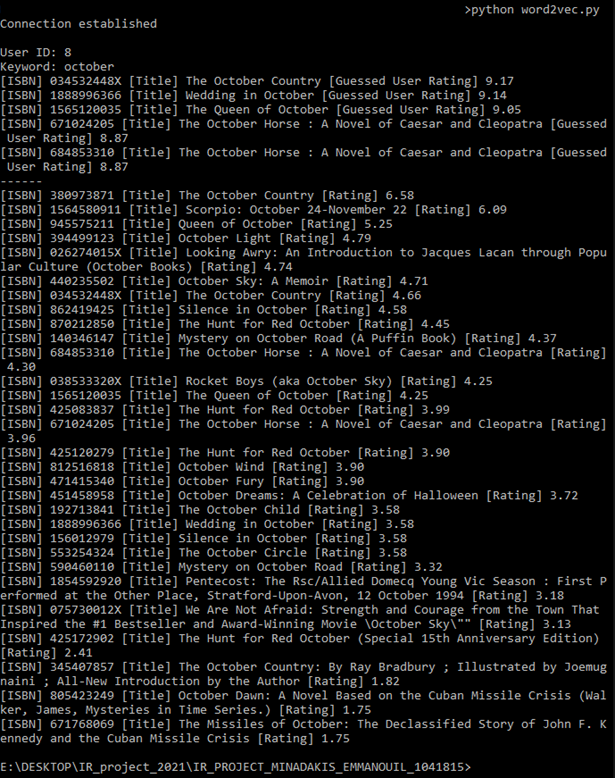 >python word2vec.py
Connection established
User ID: 8
Keyword: october
[ISBN] 034532448X [Title] The October Country [Guessed User Rating] 9.17
[ISBN] 1888996366 [Title] Wedding in October [Guessed User Rating] 9.14
[ISBN] 1565120035 [Title] The Queen of October [Guessed User Rating] 9.05
[ISBN] 671024205 [Title] The October Horse : A Novel of Caesar and Cleopatra [Guessed
 User Rating] 8.87
[ISBN] 684853310 [Title] The October Horse : A Novel of Caesar and Cleopatra [Guessed
 User Rating] 8.87
------
[ISBN] 380973871 [Title] The October Country [Rating] 6.58
[ISBN] 1564580911 [Title] Scorpio: October 24-November 22 [Rating] 6.09
[ISBN] 945575211 [Title] Queen of October [Rating] 5.25
[ISBN] 394499123 [Title] October Light [Rating] 4.79
[ISBN] 026274015X [Title] Looking Awry: An Introduction to Jacques Lacan through Popu
lar Culture (October Books) [Rating] 4.74
[ISBN] 440235502 [Title] October Sky: A Memoir [Rating] 4.71
[ISBN] 034532448X [Title] The October Country [Rating] 4.66
[ISBN] 862419425 [Title] Silence in October [Rating] 4.58
[ISBN] 870212850 [Title] The Hunt for Red October [Rating] 4.45
[ISBN] 140346147 [Title] Mystery on October Road (A Puffin Book) [Rating] 4.37
[ISBN] 684853310 [Title] The October Horse : A Novel of Caesar and Cleopatra [Rating]
 4.30
[ISBN] 038533320X [Title] Rocket Boys (aka October Sky) [Rating] 4.25
[ISBN] 1565120035 [Title] The Queen of October [Rating] 4.25
[ISBN] 425083837 [Title] The Hunt for Red October [Rating] 3.99
[ISBN] 671024205 [Title] The October Horse : A Novel of Caesar and Cleopatra [Rating]
 3.96
[ISBN] 425120279 [Title] The Hunt for Red October [Rating] 3.90
[ISBN] 812516818 [Title] October Wind [Rating] 3.90
[ISBN] 471415340 [Title] October Fury [Rating] 3.90
[ISBN] 451458958 [Title] October Dreams: A Celebration of Halloween [Rating] 3.72
[ISBN] 192713841 [Title] The October Child [Rating] 3.58
[ISBN] 1888996366 [Title] Wedding in October [Rating] 3.58
[ISBN] 156012979 [Title] Silence in October [Rating] 3.58
[ISBN] 553254324 [Title] The October Circle [Rating] 3.58
[ISBN] 590460110 [Title] Mystery on October Road [Rating] 3.32
[ISBN] 1854592920 [Title] Pentecost: The Rsc/Allied Domecq Young Vic Season : First P
erformed at the Other Place, Stratford-Upon-Avon, 12 October 1994 [Rating] 3.18
[ISBN] 075730012X [Title] We Are Not Afraid: Strength and Courage from the Town That
Inspired the #1 Bestseller and Award-Winning Movie \October Sky\"" [Rating] 3.13
[ISBN] 425172902 [Title] The Hunt for Red October (Special 15th Anniversary Edition)
[Rating] 2.41
[ISBN] 345407857 [Title] The October Country: By Ray Bradbury ; Illustrated by Joemug
naini ; All-New Introduction by the Author [Rating] 1.82
[ISBN] 805423249 [Title] October Dawn: A Novel Based on the Cuban Missile Crisis (Wal
ker, James, Mysteries in Time Series.) [Rating] 1.75
[ISBN] 671768069 [Title] The Missiles of October: The Declassified Story of John F. K
ennedy and the Cuban Missile Crisis [Rating] 1.75
E:\DESKTOP\IR_project_2021\IR_PROJECT_MINADAKIS_EMMANOUIL_1041815>